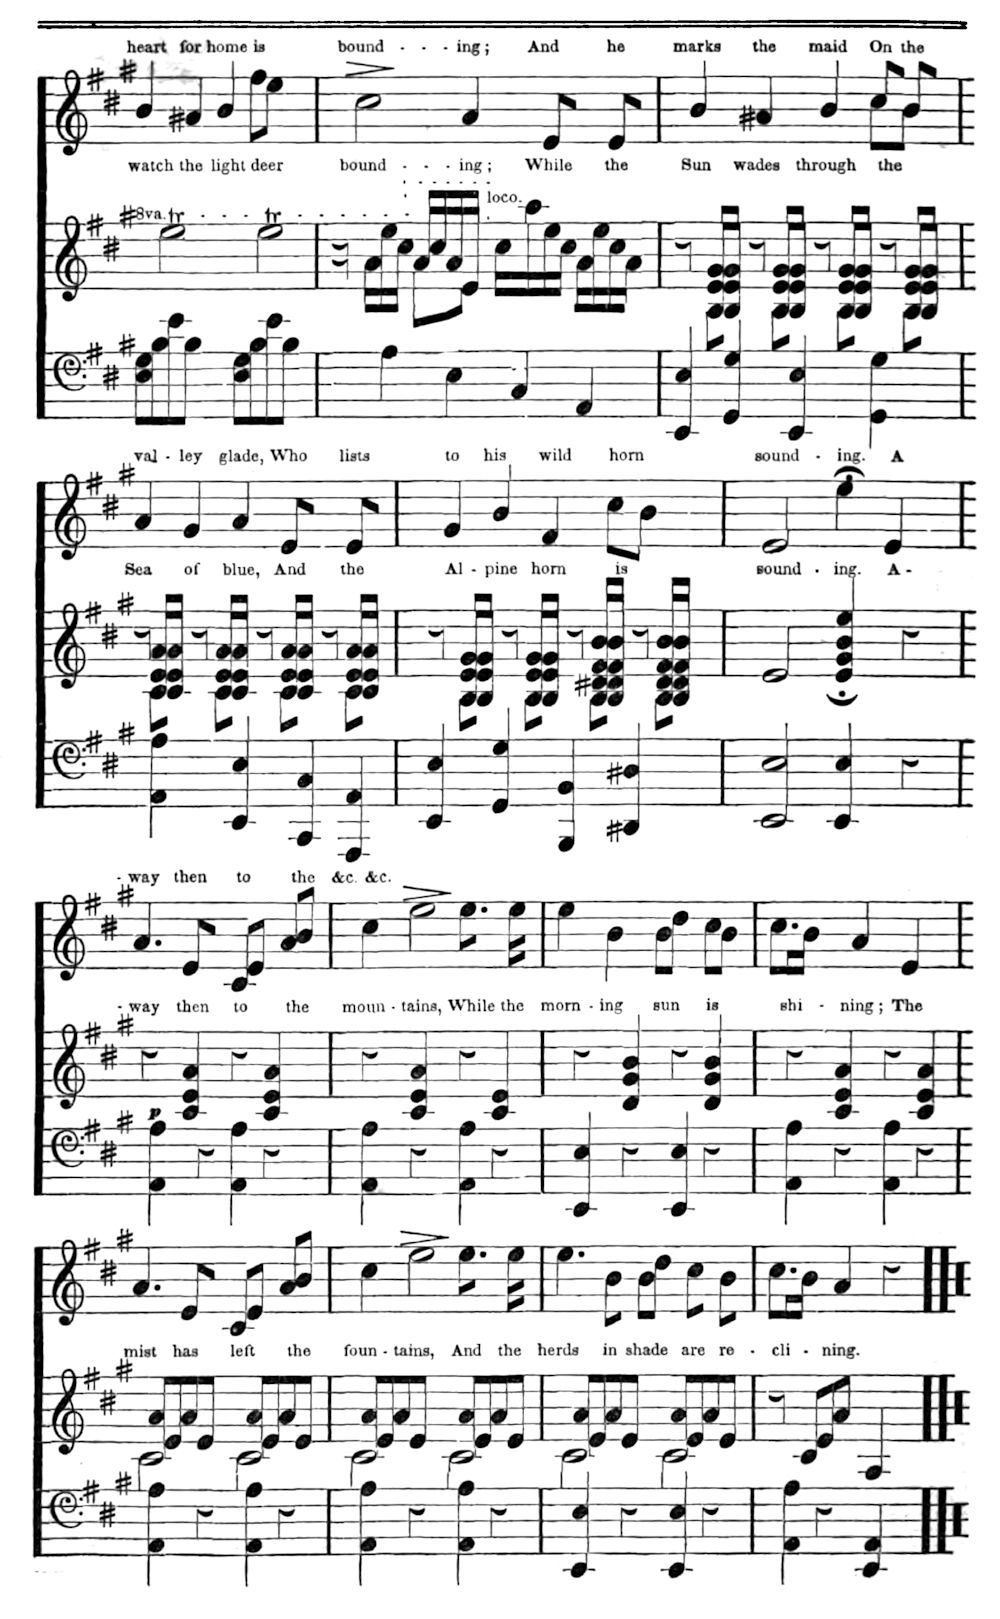 heart for home is bound - - - ing ; And he marks the maid On the
watch the light deer bound - - - ing ; While the Sun wades through the
8va. tr tr loco.
val - ley glade, Who lists to his wild horn sound - ing. A
Sea of blue, And the Al - pine horn is sound - ing. A -
- way then to the &c. &c.
- way then to the moun - tains, While the morn - ing sun is shi - ning ; The
p
mist has left the foun - tains, And the herds in shade are re - cli - ning.